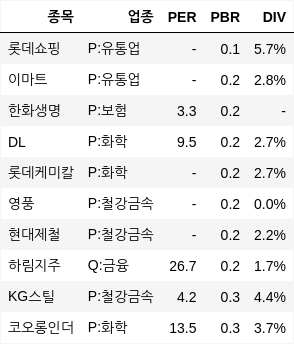 종목 업종 PER PBR DIV
롯데쇼핑 P:유통업 - 0.1 5.7%
이마트 P:유통업 - 0.2 2.8%
한화생명 P:보험 3.3 0.2 -
DL P:화학 9.5 0.2 2.7%
롯데케미칼 P:화학 - 0.2 2.7%
영풍 P:철강금속 - 0.2 0.0%
현대제철 P:철강금속 - 0.2 2.2%
하림지주 Q:금융 26.7 0.2 1.7%
KG스틸 P:철강금속 4.2 0.3 4.4%
코오롱인더 P:화학 13.5 0.3 3.7%